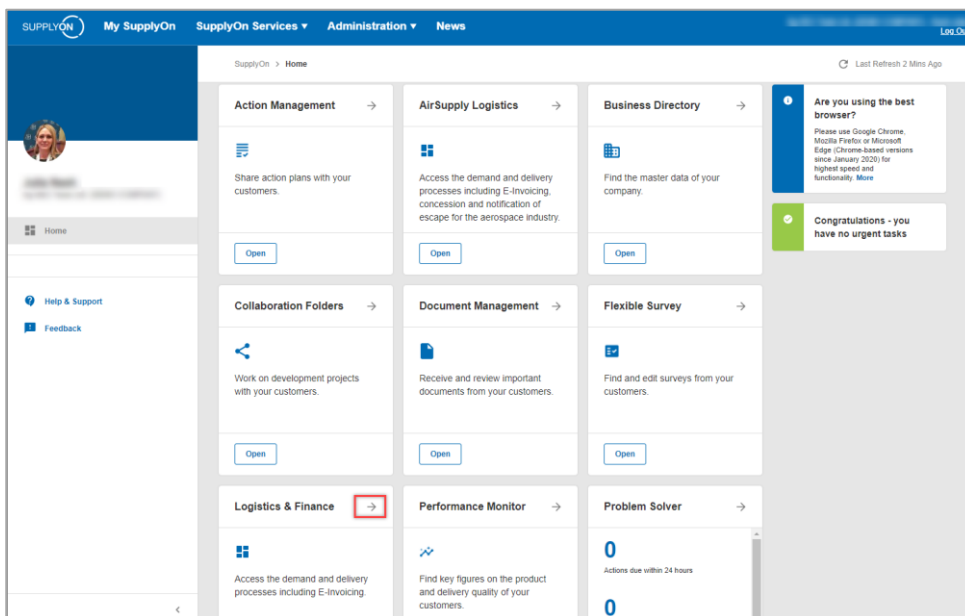 SUPPLYON My SupplyOn SupplyOn Services ▾ Administration ▾ News
Log Ou
SupplyOn > Home
Last Refresh 2 Mins Ago
Home
Help & Support
Feedback
Action Management
Share action plans with your
customers.
Open
AirSupply Logistics
Access the demand and delivery
processes including E-Invoicing,
concession and notification of
escape for the aerospace industry.
Open
Business Directory
Find the master data of your
company.
Open
Are you using the best
browser?
Please use Google Chrome,
Mozilla Firefox or Microsoft
Edge (Chrome-based versions
since January 2020) for
highest speed and
functionality. More
Congratulations - you
have no urgent tasks
Collaboration Folders
Work on development projects
with your customers.
Open
Document Management
Receive and review important
documents from your customers.
Open
Flexible Survey
Find and edit surveys from your
customers.
Open
Logistics & Finance
Access the demand and delivery
processes including E-Invoicing.
Performance Monitor
Find key figures on the product
and delivery quality of your
customers.
Problem Solver
0
Actions due within 24 hours
0